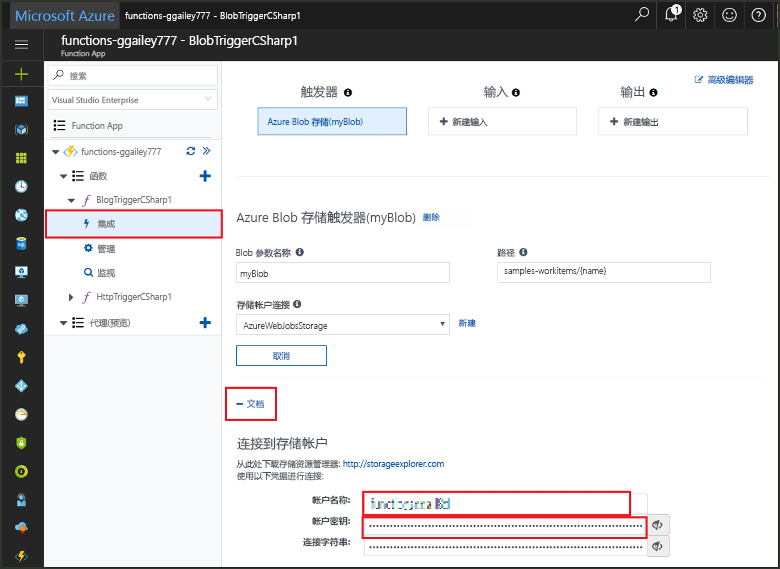 Microsoft Azure functions-ggailey777 - BlobTriggerCSharp1
1
functions-ggailey777 - BlobTriggerCSharp1
Function App
搜索
Visual Studio Enterprise
Function App
functions-ggailey777
函数
BlogTriggerCSharp1
集成
管理
监视
HttpTriggerCSharp1
代理(预览)
高级编辑器
触发器 输入 输出
Azure Blob 存储(myBlob) 新建输入 新建输出
Azure Blob 存储触发器(myBlob) 删除
Blob 参数名称 路径
myBlob samples-workitems/{name}
存储帐户连接
AzureWebJobsStorage 新建
取消
文档
连接到存储帐户
从此处下载存储资源管理器: http://storageexplorer.com
使用以下凭据进行连接:
帐户名称:
帐户密钥:
连接字符串: